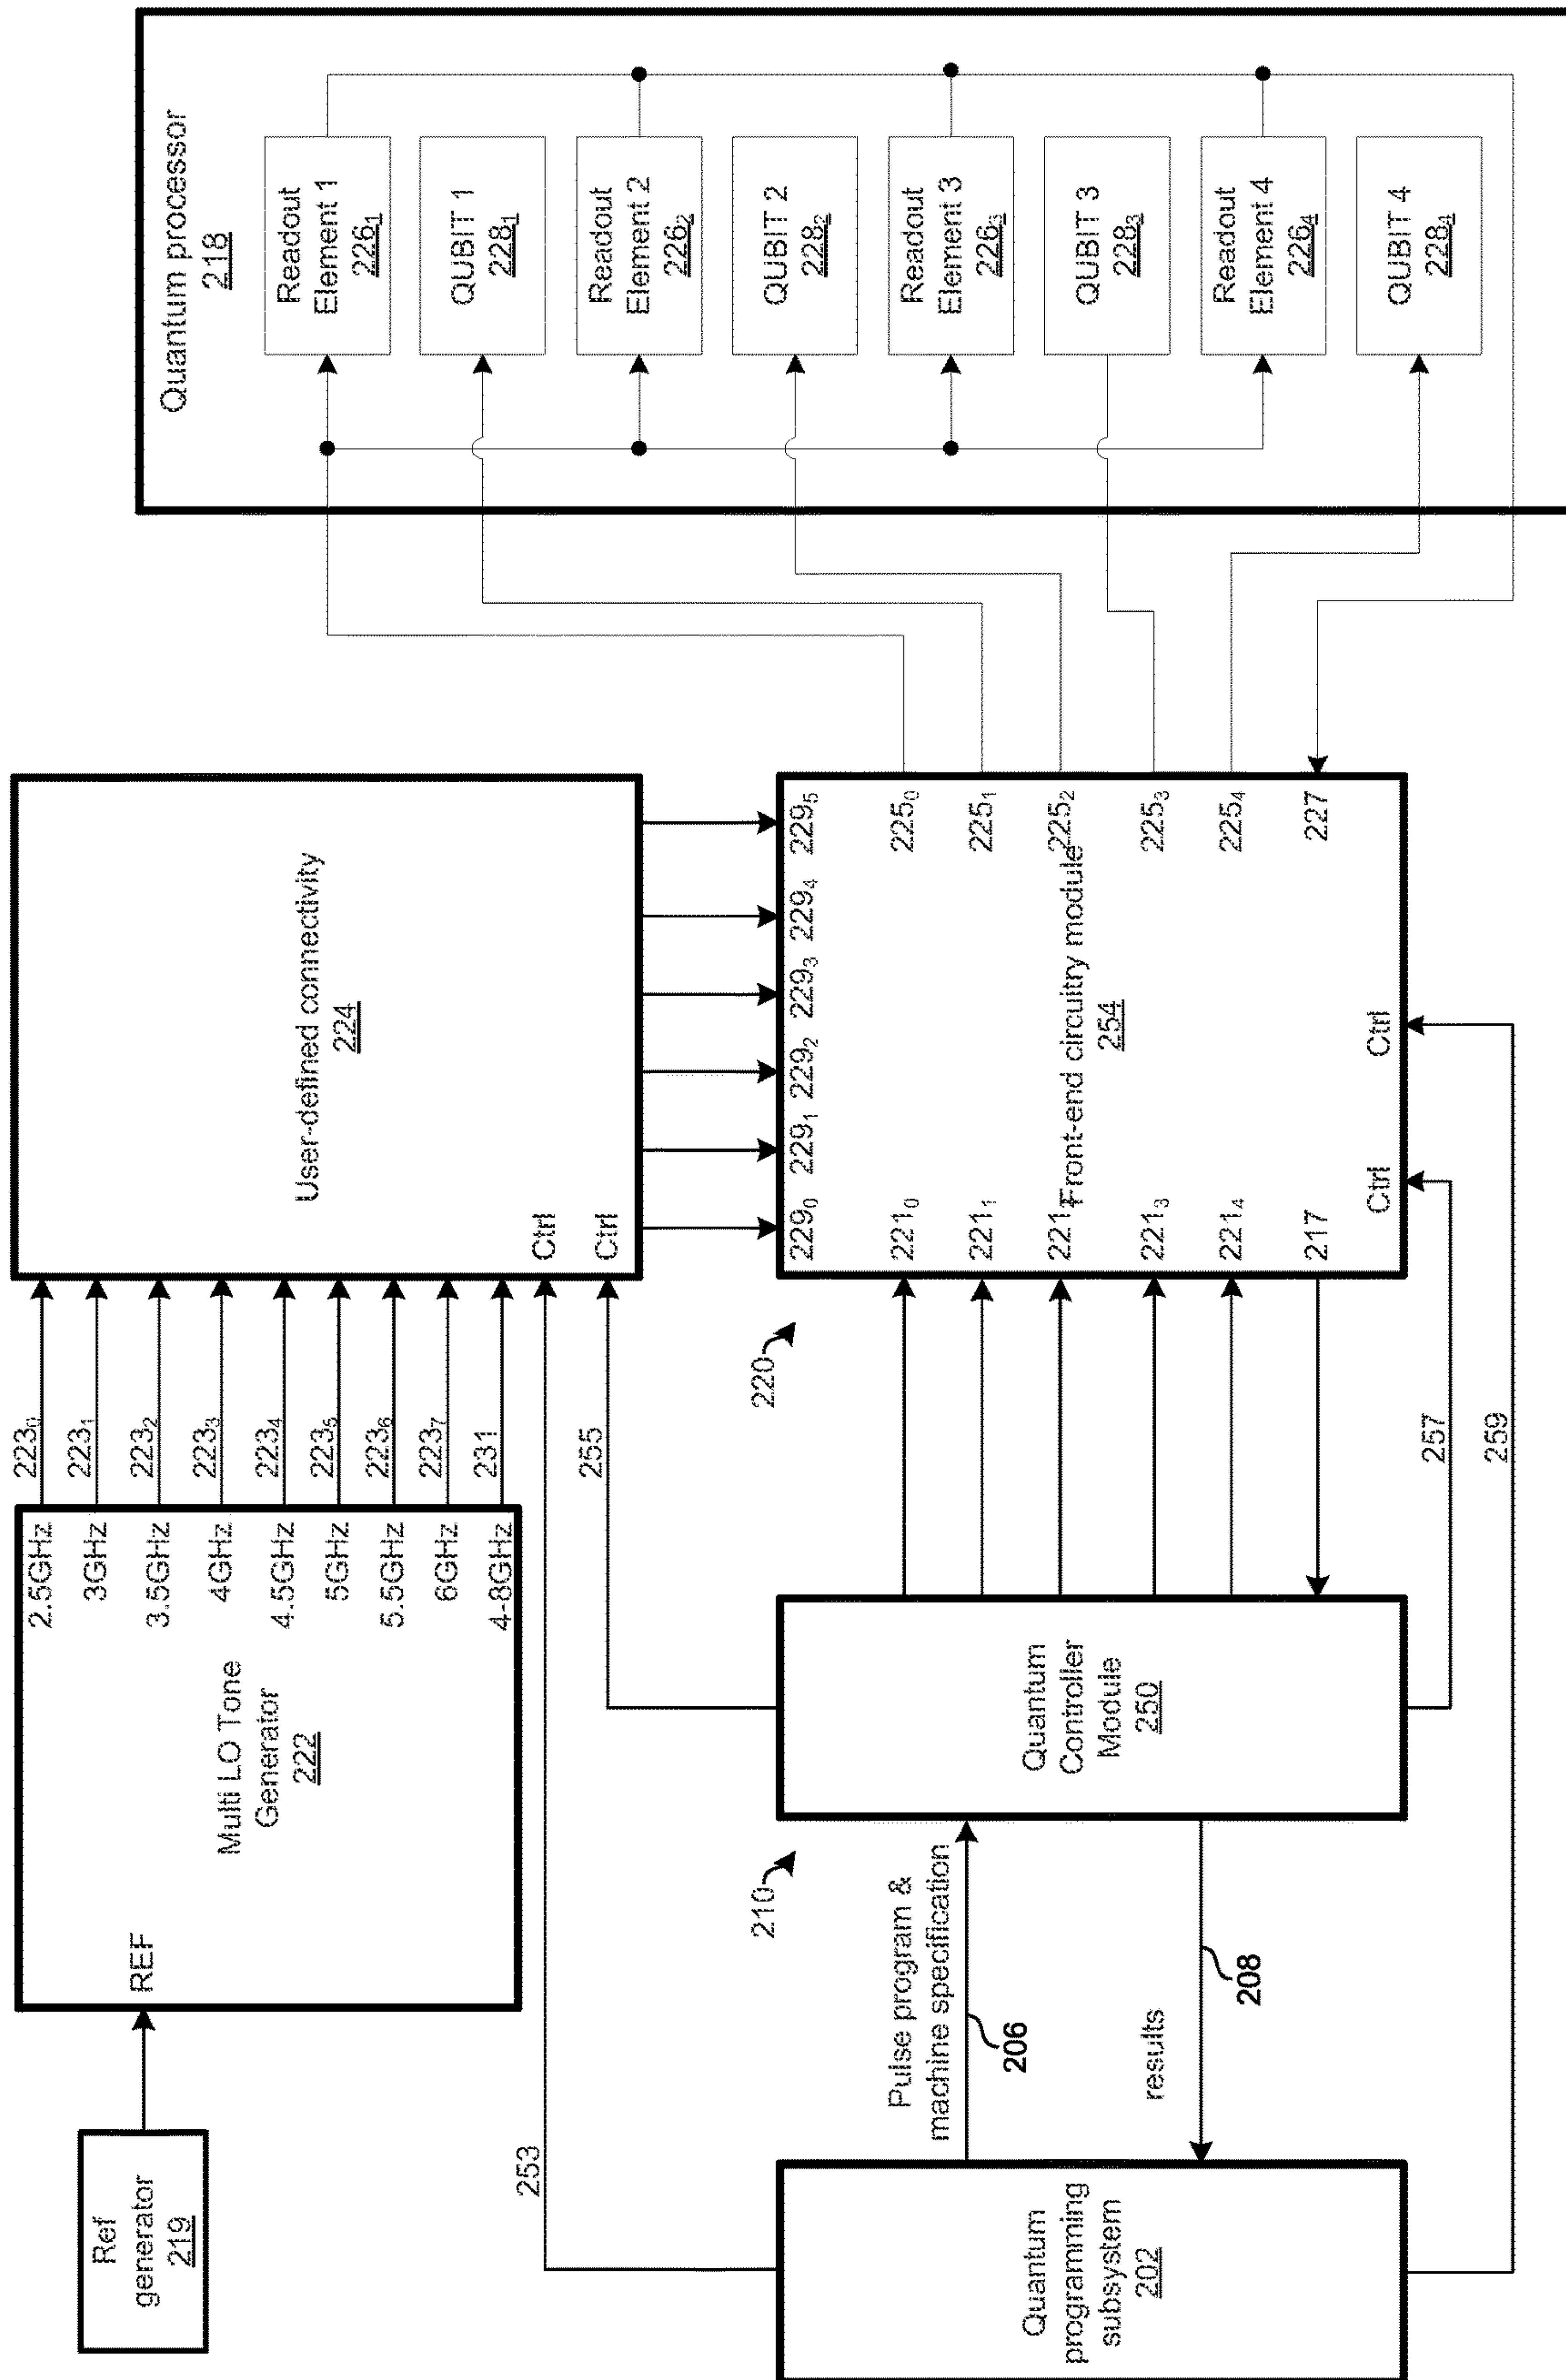 Ref
generator
219
REF
Multi LO Tone
Generator
222
2.5GHz
3GHz
3.5GHz
4GHz
4.5GHz
5GHz
5.5GHz
6GHz
4-8GHz
223₀
223₁
223₂
223₃
223₄
223₅
223₆
223₇
231
253
255
Ctrl
Ctrl
User-defined connectivity
224
229₀
229₁
229₂
229₃
229₄
229₅
Quantum
programming
subsystem
202
Pulse program &
machine specification
206
results
208
210
Quantum
Controller
Module
250
220
221₀
221₁
221₃
221₄
217
Front-end circuitry module
254
225₀
225₁
225₂
225₃
225₄
227
Ctrl
Ctrl
257
259
Quantum processor
218
Readout
Element 1
226₁
QUBIT 1
228₁
Readout
Element 2
226₂
QUBIT 2
228₂
Readout
Element 3
226₃
QUBIT 3
228₃
Readout
Element 4
226₄
QUBIT 4
228₄